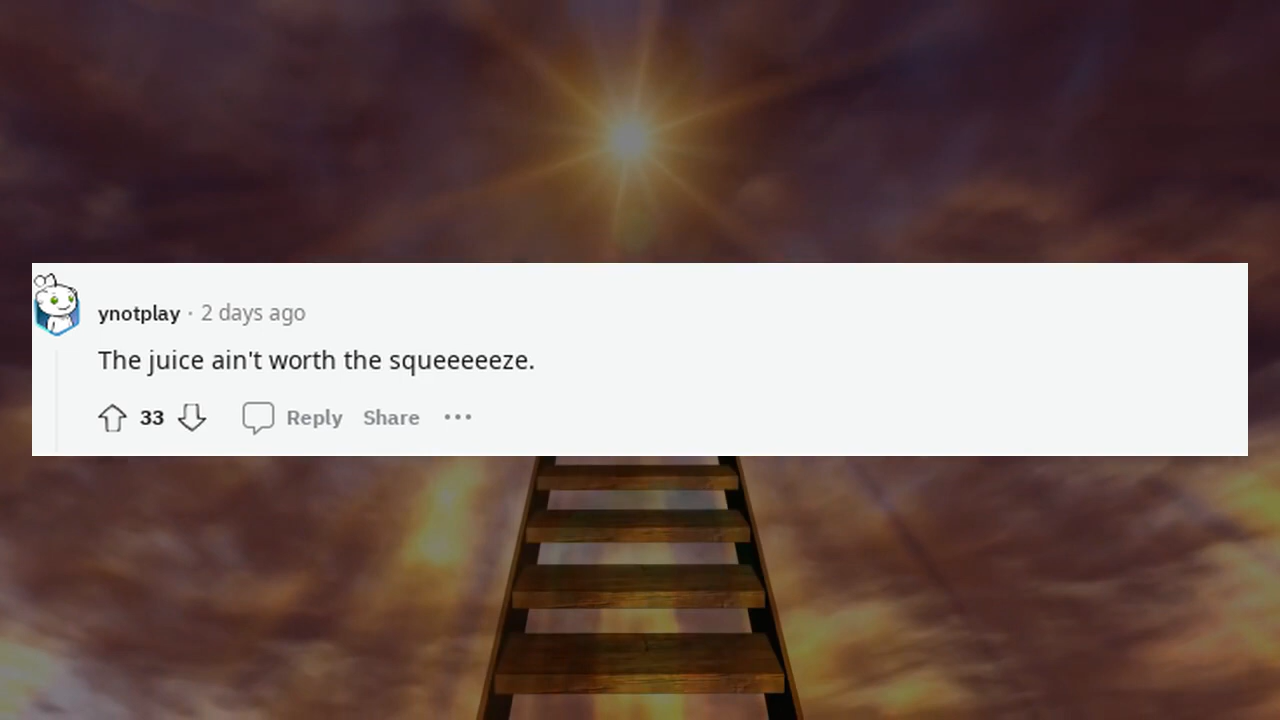 ynotplay · 2 days ago
The juice ain't worth the squeeeeeze.
33 Reply Share •••